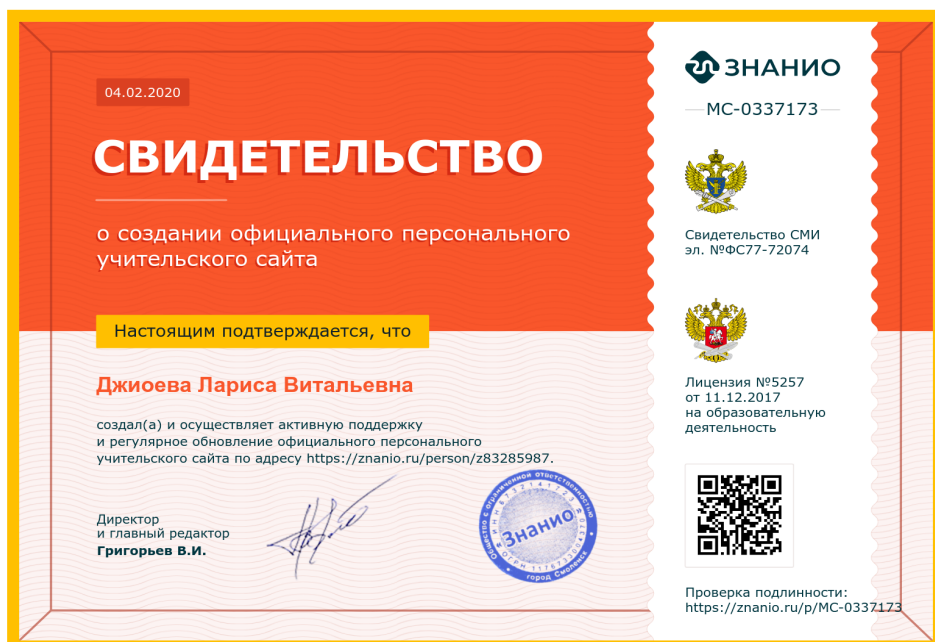 04.02.2020
СВИДЕТЕЛЬСТВО
о создании официального персонального
учительского сайта
Настоящим подтверждается, что
Джиоева Лариса Витальевна
создал(а) и осуществляет активную поддержку
и регулярное обновление официального персонального
учительского сайта по адресу https://znanio.ru/person/z83285987.
Директор
и главный редактор
Григорьев В.И.
Общество с ограниченной ответственностью
Знанио
город Смоленск
ЗНАНИО
МС-0337173
Свидетельство СМИ
эл. №ФС77-72074
Лицензия №5257
от 11.12.2017
на образовательную
деятельность
Проверка подлинности:
https://znanio.ru/p/МС-0337173